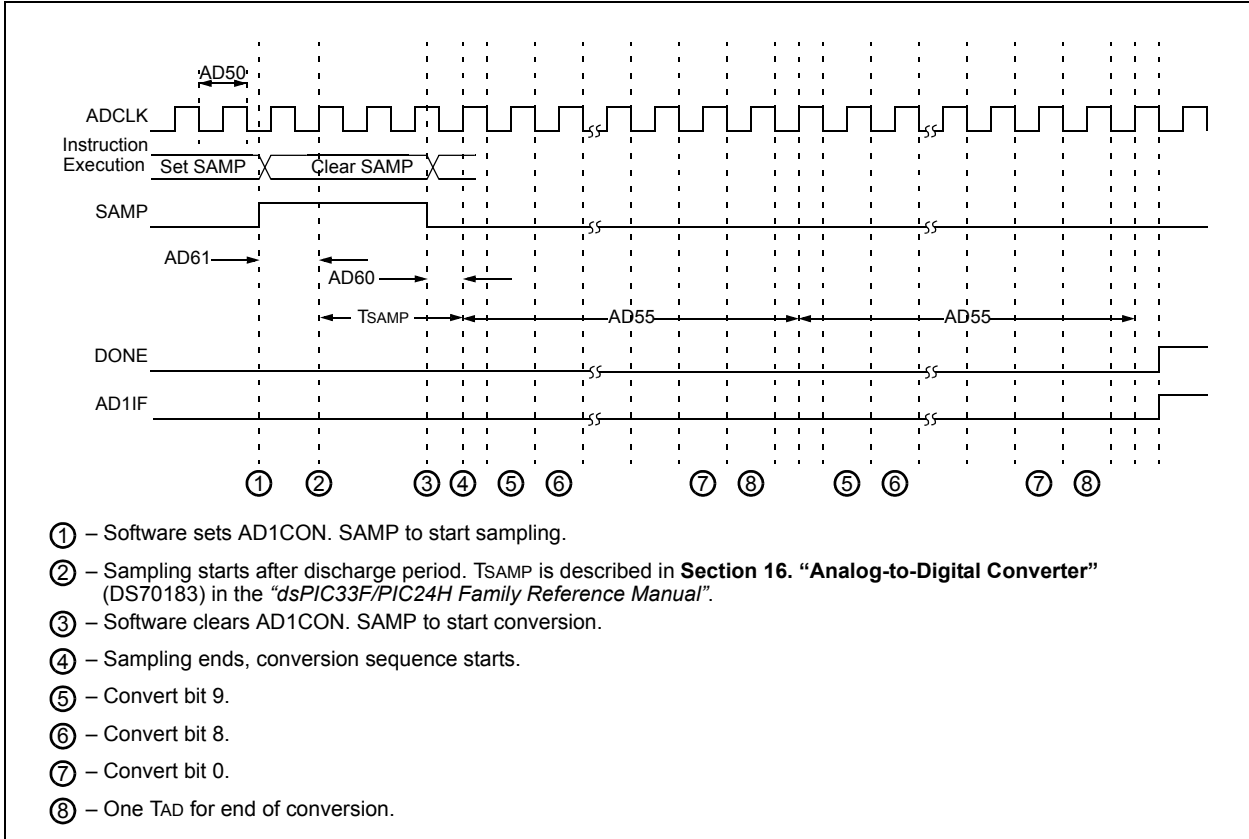 AD50
ADCLK
Instruction
Execution Set SAMP Clear SAMP
SAMP
AD61
AD60
TSAMP AD55 AD55
DONE
AD1IF
1 2 3 4 5 6 7 8 5 6 7 8
1 – Software sets AD1CON. SAMP to start sampling.
2 – Sampling starts after discharge period. TSAMP is described in Section 16. “Analog-to-Digital Converter”
(DS70183) in the “dsPIC33F/PIC24H Family Reference Manual”.
3 – Software clears AD1CON. SAMP to start conversion.
4 – Sampling ends, conversion sequence starts.
5 – Convert bit 9.
6 – Convert bit 8.
7 – Convert bit 0.
8 – One TAD for end of conversion.